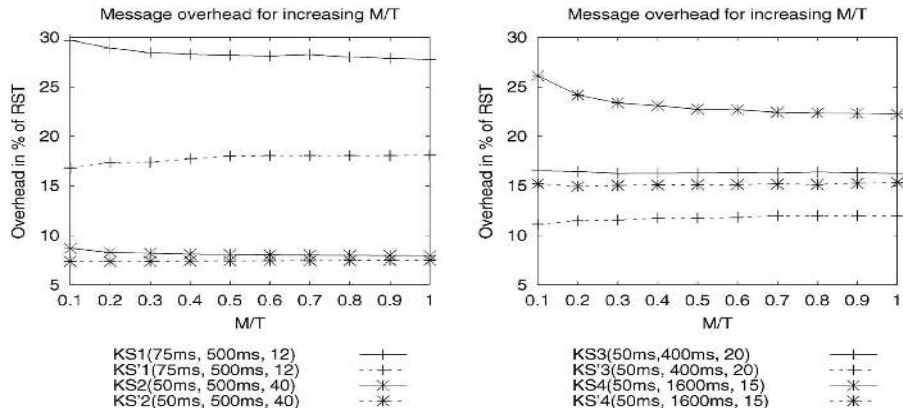 Message overhead for increasing M/T
Overhead in % of RST
30
25
20
15
10
5
0.1 0.2 0.3 0.4 0.5 0.6 0.7 0.8 0.9 1
M/T
KS1(75ms, 500ms, 12)
KS'1(75ms, 500ms, 12)
KS2(50ms, 500ms, 40)
KS'2(50ms, 500ms, 40)
Message overhead for increasing M/T
Overhead in % of RST
30
25
20
15
10
5
0.1 0.2 0.3 0.4 0.5 0.6 0.7 0.8 0.9 1
M/T
KS3(50ms,400ms, 20)
KS'3(50ms, 400ms, 20)
KS4(50ms, 1600ms, 15)
KS'4(50ms, 1600ms, 15)